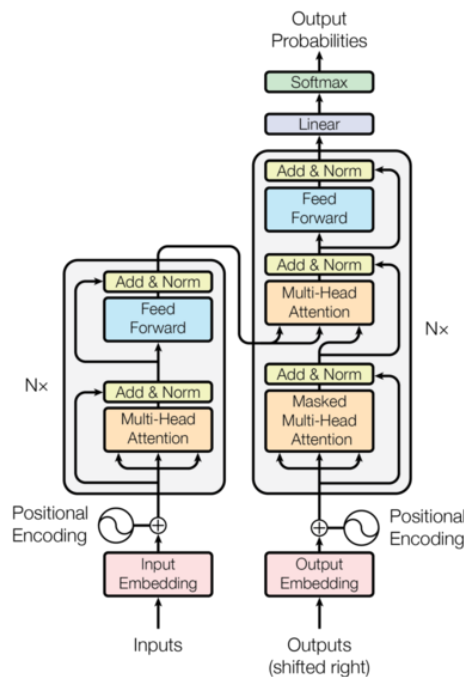 Output
Probabilities
Softmax
Linear
Add & Norm
Feed
Forward
Add & Norm
Multi-Head
Attention
Add & Norm
Masked
Multi-Head
Attention
N×
Add & Norm
Feed
Forward
N×
Add & Norm
Multi-Head
Attention
Positional
Encoding
Positional
Encoding
Input
Embedding
Output
Embedding
Inputs
Outputs
(shifted right)